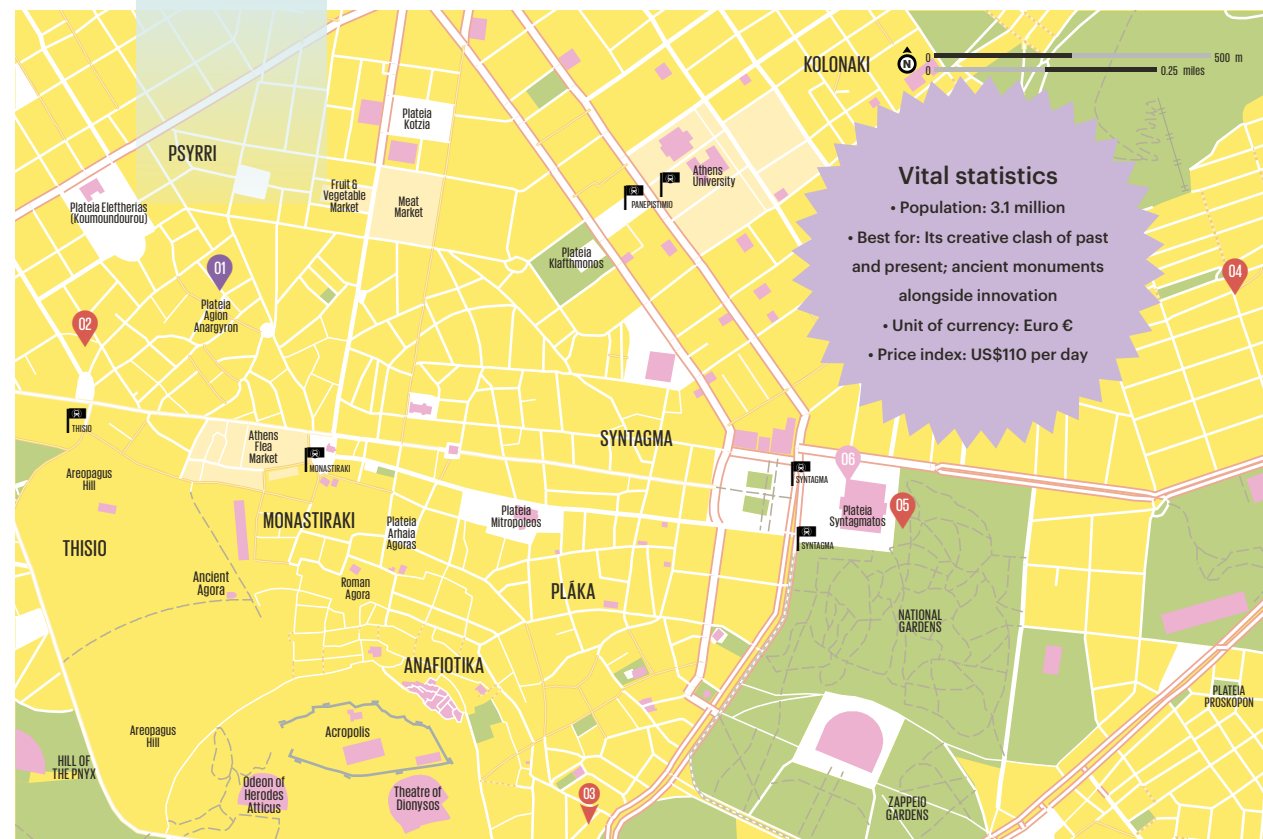 KOLONAKI
N
0
500 m
0
0.25 miles
Plateia
Kotzia
PSYRRI
Fruit &
Vegetable
Market
Meat
Market
Athens
University
PANEPISTIMIO
Plateia Eleftherias
(Koumoundourou)
Plateia
Klafthmonos
Vital statistics
• Population: 3.1 million
• Best for: Its creative clash of past
and present; ancient monuments
alongside innovation
• Unit of currency: Euro €
• Price index: US$110 per day
01
Plateia
Agion
Anargyron
02
04
THISIO
Athens
Flea
Market
MONASTIRAKI
SYNTAGMA
SYNTAGMA
06
Areopagus
Hill
MONASTIRAKI
Plateia
Arhaia
Agoras
Plateia
Mitropoleos
Plateia
Syntagmatos
05
SYNTAGMA
THISIO
Ancient
Agora
Roman
Agora
PLÁKA
NATIONAL
GARDENS
ANAFIOTIKA
PLATEIA
PROSKOPON
Areopagus
Hill
Acropolis
HILL OF
THE PNYX
Odeon of
Herodes
Atticus
Theatre of
Dionysos
03
ZAPPEIO
GARDENS